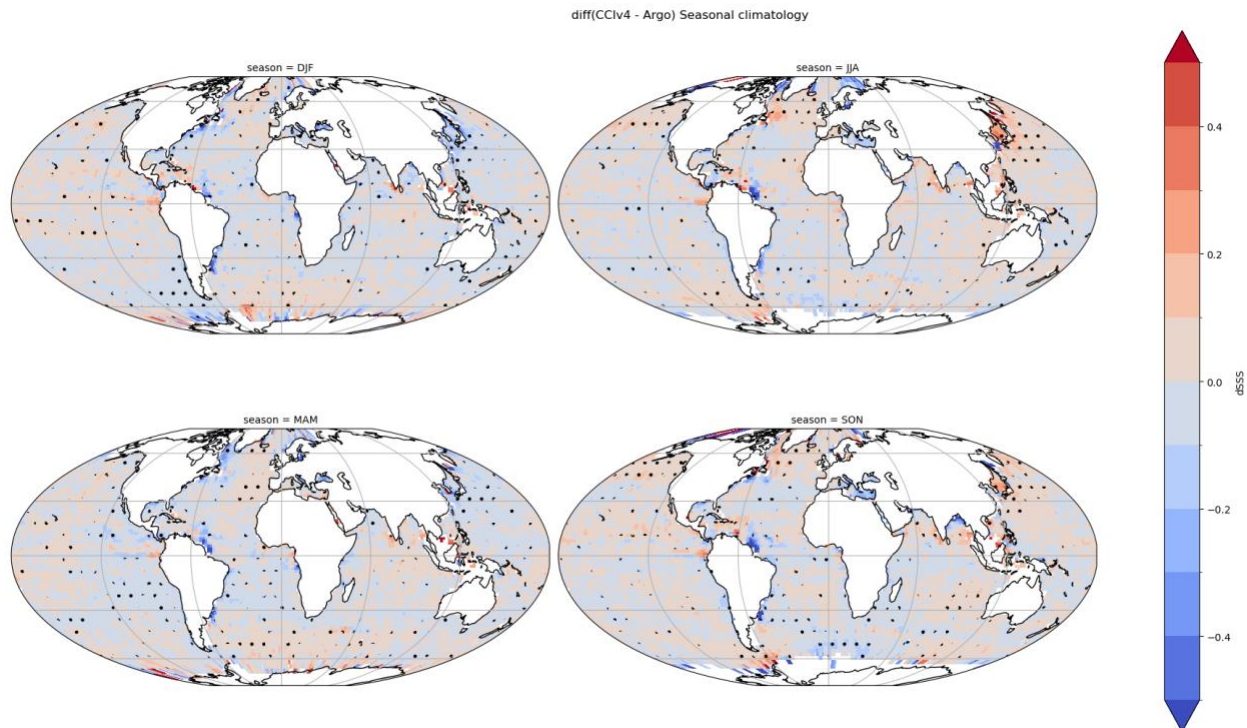 diff(CCIv4 - Argo) Seasonal climatology
season = DJF
season = JJA
season = MAM
season = SON
0.4
0.2
0.0
−0.2
−0.4
dsss